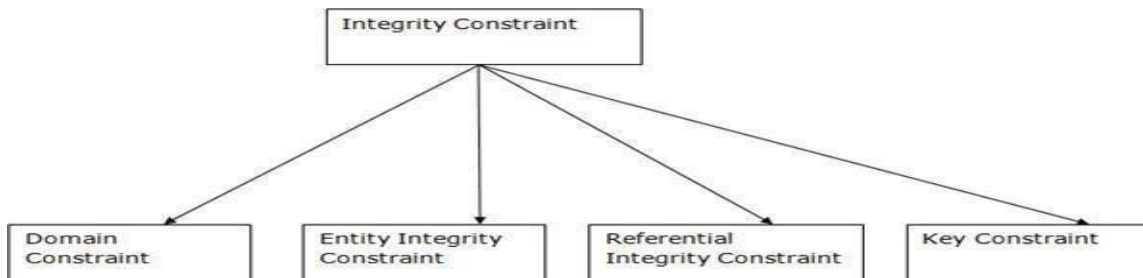 Integrity Constraint
Domain
Constraint
Entity Integrity
Constraint
Referential
Integrity Constraint
Key Constraint